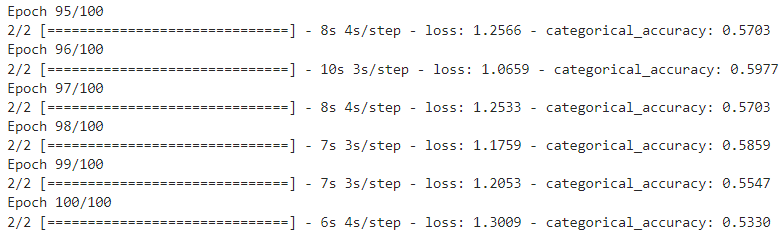 Epoch 95/100
2/2 [==============================] - 8s 4s/step - loss: 1.2566 - categorical_accuracy: 0.5703
Epoch 96/100
2/2 [==============================] - 10s 3s/step - loss: 1.0659 - categorical_accuracy: 0.5977
Epoch 97/100
2/2 [==============================] - 8s 4s/step - loss: 1.2533 - categorical_accuracy: 0.5703
Epoch 98/100
2/2 [==============================] - 7s 3s/step - loss: 1.1759 - categorical_accuracy: 0.5859
Epoch 99/100
2/2 [==============================] - 7s 3s/step - loss: 1.2053 - categorical_accuracy: 0.5547
Epoch 100/100
2/2 [==============================] - 6s 4s/step - loss: 1.3009 - categorical_accuracy: 0.5330